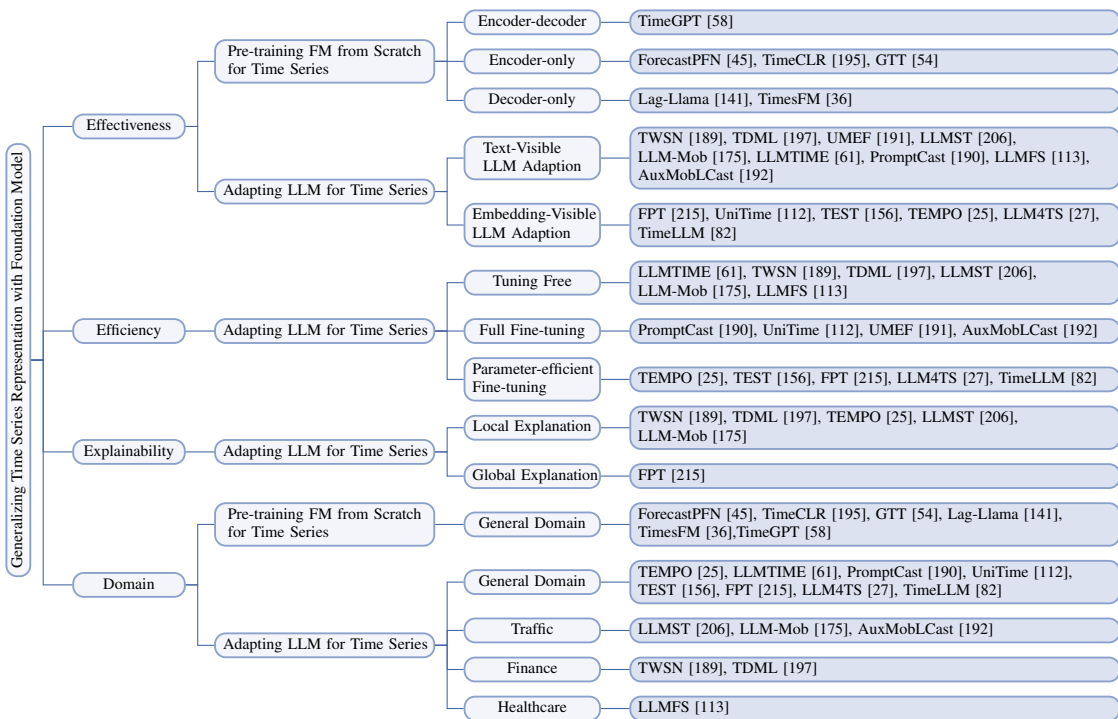 Generalizing Time Series Representation with Foundation Model
Effectiveness
Pre-training FM from Scratch
for Time Series
Encoder-decoder
TimeGPT [58]
Encoder-only
ForecastPFN [45], TimeCLR [195], GTT [54]
Decoder-only
Lag-Llama [141], TimesFM [36]
Adapting LLM for Time Series
Text-Visible
LLM Adaption
TWSN [189], TDML [197], UMEF [191], LLMST [206],
LLM-Mob [175], LLMTIME [61], PromptCast [190], LLMFS [113],
AuxMobLCast [192]
Embedding-Visible
LLM Adaption
FPT [215], UniTime [112], TEST [156], TEMPO [25], LLM4TS [27],
TimeLLM [82]
Efficiency
Adapting LLM for Time Series
Tuning Free
LLMTIME [61], TWSN [189], TDML [197], LLMST [206],
LLM-Mob [175], LLMFS [113]
Full Fine-tuning
PromptCast [190], UniTime [112], UMEF [191], AuxMobLCast [192]
Parameter-efficient
Fine-tuning
TEMPO [25], TEST [156], FPT [215], LLM4TS [27], TimeLLM [82]
Explainability
Adapting LLM for Time Series
Local Explanation
TWSN [189], TDML [197], TEMPO [25], LLMST [206],
LLM-Mob [175]
Global Explanation
FPT [215]
Domain
Pre-training FM from Scratch
for Time Series
General Domain
ForecastPFN [45], TimeCLR [195], GTT [54], Lag-Llama [141],
TimesFM [36],TimeGPT [58]
Adapting LLM for Time Series
General Domain
TEMPO [25], LLMTIME [61], PromptCast [190], UniTime [112],
TEST [156], FPT [215], LLM4TS [27], TimeLLM [82]
Traffic
LLMST [206], LLM-Mob [175], AuxMobLCast [192]
Finance
TWSN [189], TDML [197]
Healthcare
LLMFS [113]